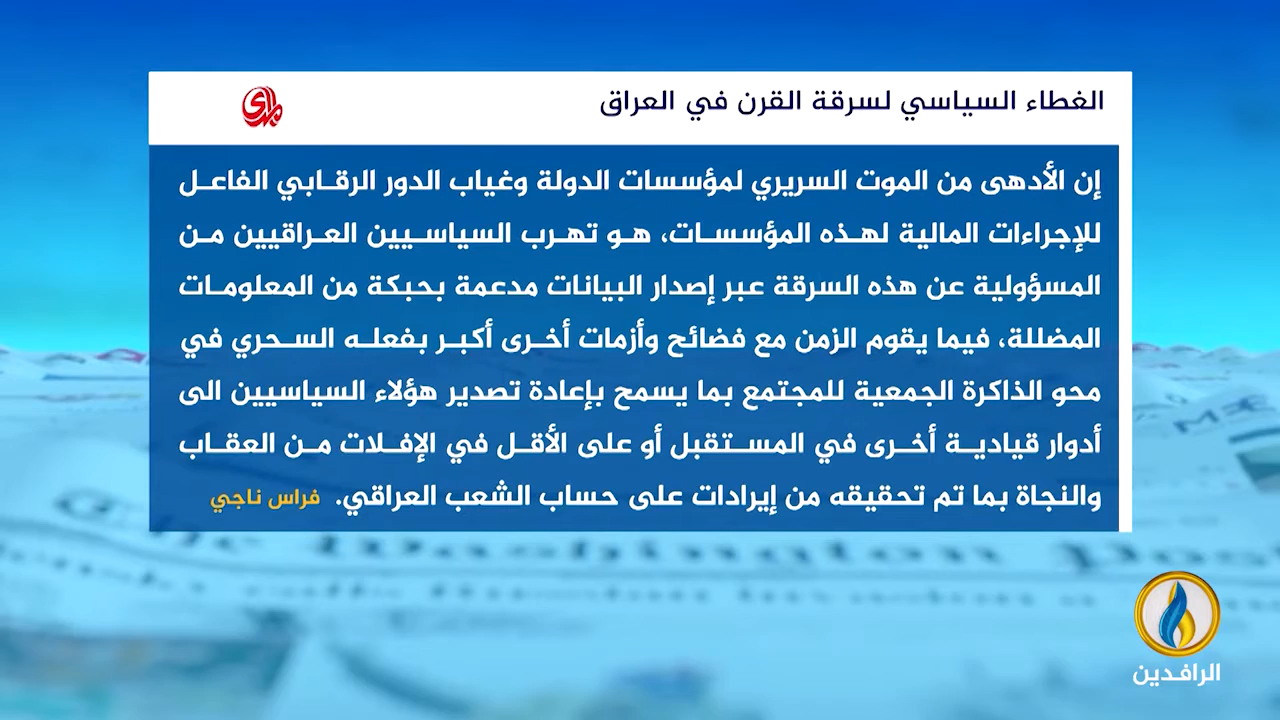 الغطاء السياسي لسرقة القرن في العراق
المدى
إن الأدهى من الموت السريري لمؤسسات الدولة وغياب الدور الرقابي الفاعل
للإجراءات المالية لهذه المؤسسات، هو تهرب السياسيين العراقيين من
المسؤولية عن هذه السرقة عبر إصدار البيانات مدعمة بحبكة من المعلومات
المضللة، فيما يقوم الزمن مع فضائح وأزمات أخرى أكبر بفعله السحري في
محو الذاكرة الجمعية للمجتمع بما يسمح بإعادة تصدير هؤلاء السياسيين الى
أدوار قيادية أخرى في المستقبل أو على الأقل في الإفلات من العقاب
والنجاة بما تم تحقيقه من إيرادات على حساب الشعب العراقي. فراس ناجي
The Washington Post
الرافدين